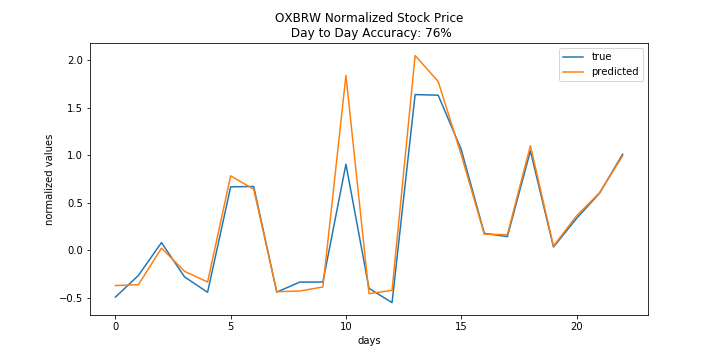 OXBRW Normalized Stock Price
Day to Day Accuracy: 76%
true
predicted
normalized values
2.0
1.5
1.0
0.5
0.0
−0.5
0 5 10 15 20
days